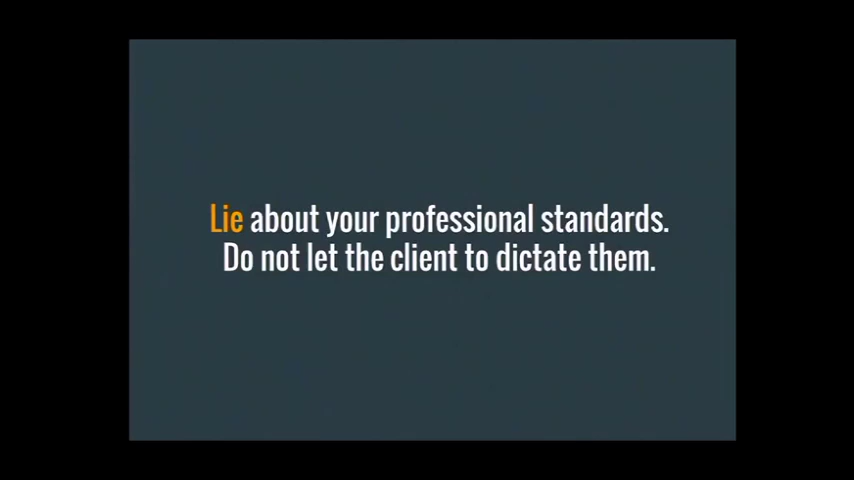 Lie about your professional standards.
Do not let the client to dictate them.